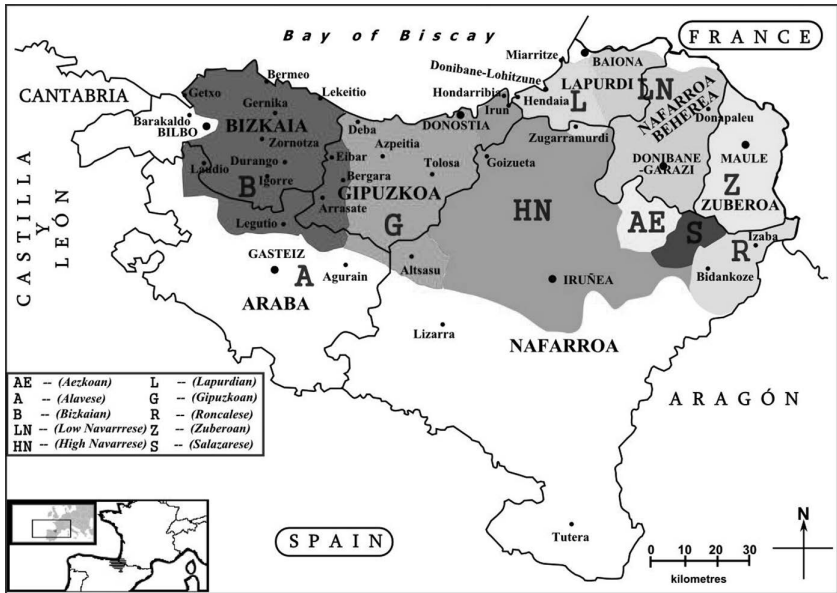 Bay of Biscay
FRANCE
Miarritze
BAIONA
Donibane-Lohitzune
LAPURDI
LN
CANTABRIA
Getxo
Bermeo
Lekeitio
Hondarribia
Hendaia
L
NAFARROA
BEHEREA
Gernika
Irun
Donapaleu
Barakaldo
BILBO
BIZKAIA
Deba
DONOSTIA
Zugarramurdi
Zornotza
Azpeitia
Goizueta
DONIBANE
-GARAZI
MAULE
Laudio
Durango
Eibar
Tolosa
Igorre
B
Bergara
GIPUZKOA
Z
ZUBEROA
Arrasate
HN
AE
S
Legutio
G
R
Izaba
CASTILLA
Y
LEÓN
GASTEIZ
A
Agurain
Altsasu
Bidankoze
IRUÑEA
ARABA
Lizarra
NAFARROA
ARAGÓN
AE -- (Aezkoan) L -- (Lapurdian)
A -- (Alavese) G -- (Gipuzkoan)
B -- (Bizkaian) R -- (Roncalese)
LN -- (Low Navarrrese) Z -- (Zuberoan)
HN -- (High Navarrese) S -- (Salazarese)
SPAIN
Tutera
N
0 10 20 30
kilometres